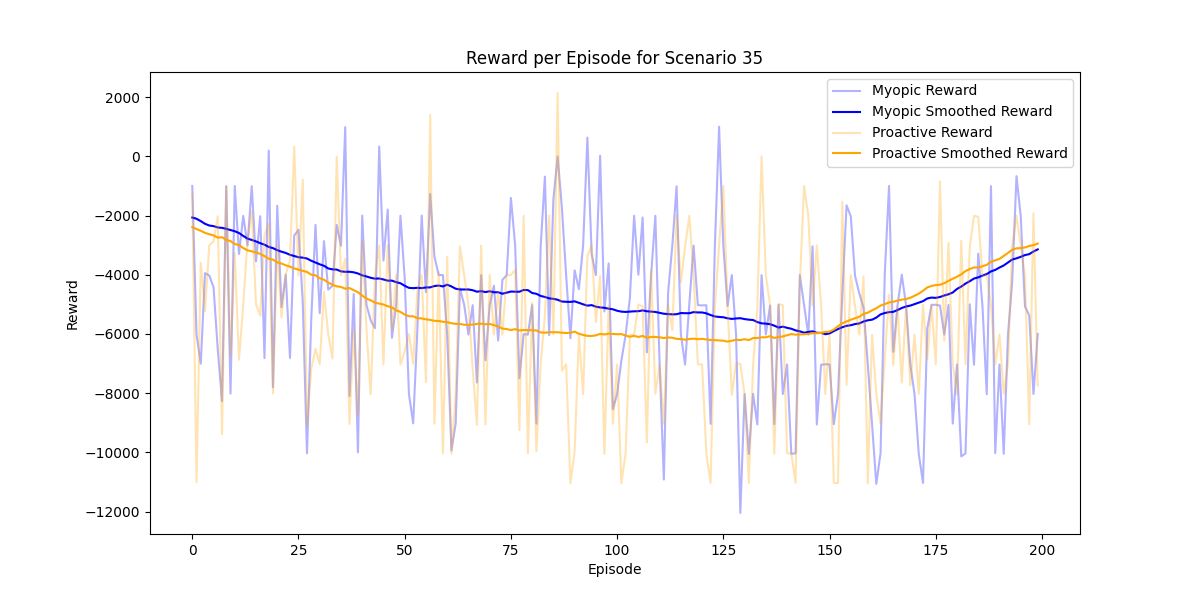 Reward per Episode for Scenario 35
Myopic Reward
Myopic Smoothed Reward
Proactive Reward
Proactive Smoothed Reward
Reward
2000
0
−2000
−4000
−6000
−8000
−10000
−12000
0 25 50 75 100 125 150 175 200
Episode